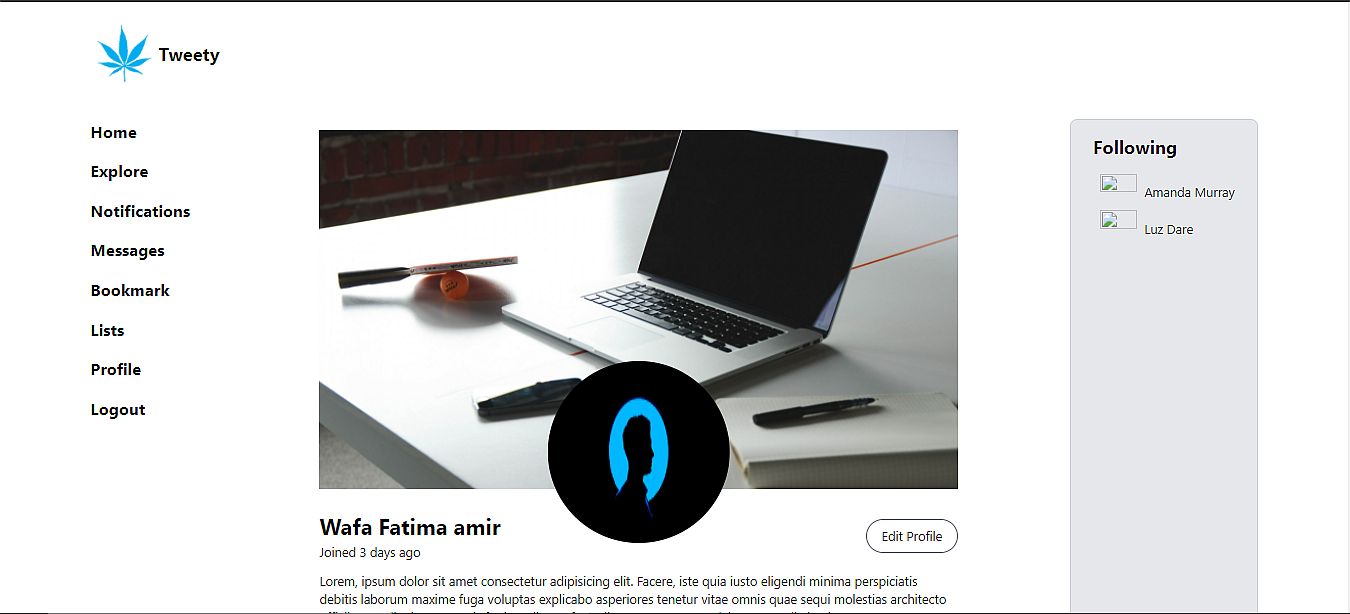 Tweety
Home
Explore
Notifications
Messages
Bookmark
Lists
Profile
Logout
Wafa Fatima amir
Joined 3 days ago
Edit Profile
Lorem, ipsum dolor sit amet consectetur adipisicing elit. Facere, iste quia iusto eligendi minima perspiciatis
debitis laborum maxime fuga voluptas explicabo asperiores tenetur vitae omnis quae sequi molestias architecto
Following
Amanda Murray
Luz Dare